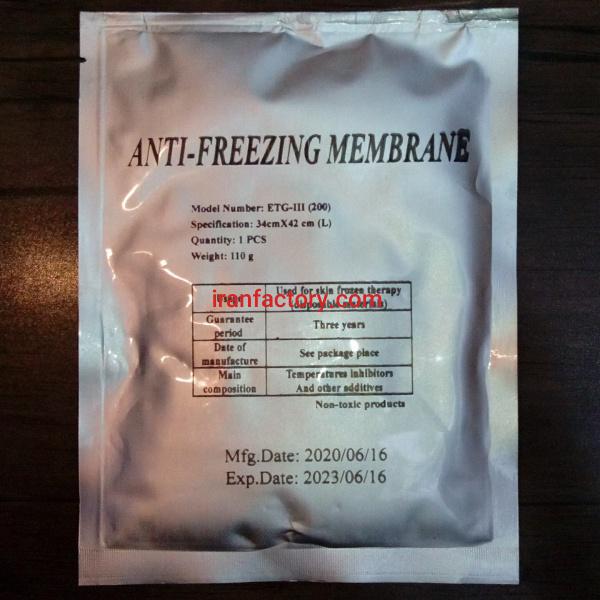 ANTI-FREEZING MEMBRANE
Model Number: ETG-III (200)
Specification: 34cmX42 cm (L)
Quantity: 1 PCS
Weight: 110 g
Used for skin frozen therapy
iranfactory.com
Guarantee period
Three years
Date of manufacture
See package place
Main composition
Temperatures inhibitors
And other additives
Non-toxic products
Mfg.Date: 2020/06/16
Exp.Date: 2023/06/16